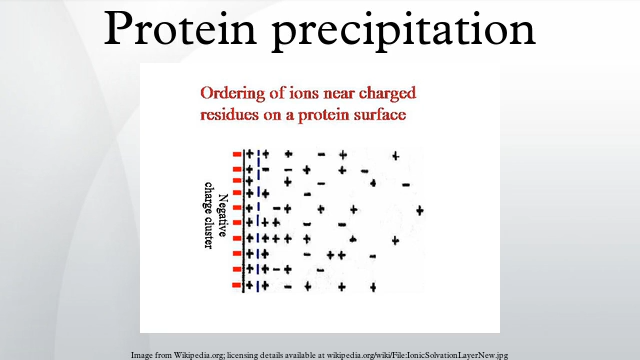 Protein precipitation
Ordering of ions near charged
residues on a protein surface
Negative
charge cluster
Image from Wikipedia.org; licensing details available at wikipedia.org/wiki/File:IonicSolvationLayerNew.jpg